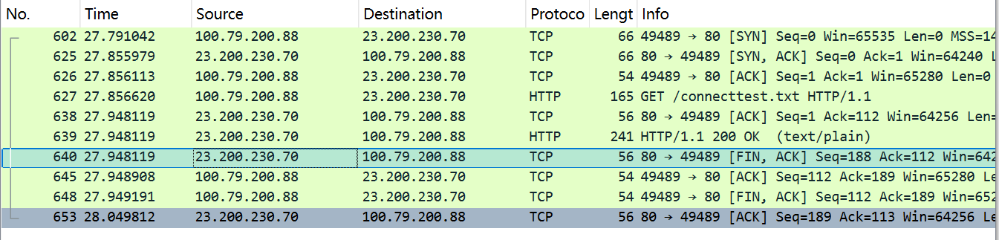 No. Time Source Destination Protoco Lengt Info
602 27.791042 100.79.200.88 23.200.230.70 TCP 66 49489 → 80 [SYN] Seq=0 Win=65535 Len=0 MSS=14
625 27.855979 23.200.230.70 100.79.200.88 TCP 66 80 → 49489 [SYN, ACK] Seq=0 Ack=1 Win=64240 L
626 27.856113 100.79.200.88 23.200.230.70 TCP 54 49489 → 80 [ACK] Seq=1 Ack=1 Win=65280 Len=0
627 27.856620 100.79.200.88 23.200.230.70 HTTP 165 GET /connecttest.txt HTTP/1.1
638 27.948119 23.200.230.70 100.79.200.88 TCP 56 80 → 49489 [ACK] Seq=1 Ack=112 Win=64256 Len=
639 27.948119 23.200.230.70 100.79.200.88 HTTP 241 HTTP/1.1 200 OK (text/plain)
640 27.948119 23.200.230.70 100.79.200.88 TCP 56 80 → 49489 [FIN, ACK] Seq=188 Ack=112 Win=642
645 27.948908 100.79.200.88 23.200.230.70 TCP 54 49489 → 80 [ACK] Seq=112 Ack=189 Win=65280 Le
648 27.949191 100.79.200.88 23.200.230.70 TCP 54 49489 → 80 [FIN, ACK] Seq=112 Ack=189 Win=652
653 28.049812 23.200.230.70 100.79.200.88 TCP 56 80 → 49489 [ACK] Seq=189 Ack=113 Win=64256 Le